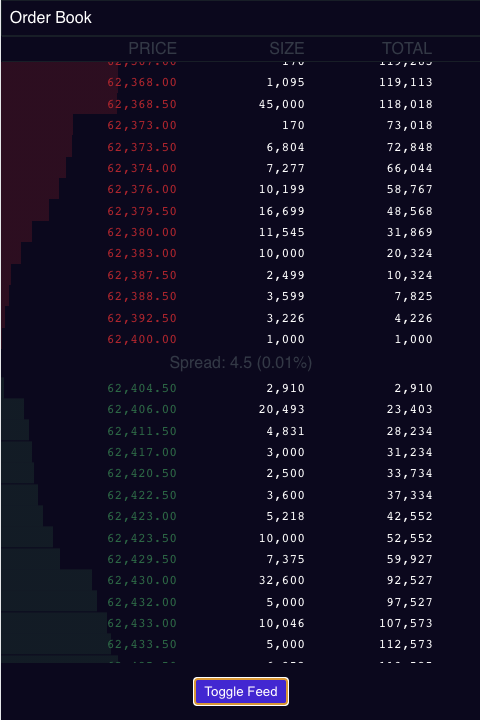 Order Book
PRICE SIZE TOTAL
62,368.00 1,095 119,113
62,368.50 45,000 118,018
62,373.00 170 73,018
62,373.50 6,804 72,848
62,374.00 7,277 66,044
62,376.00 10,199 58,767
62,379.50 16,699 48,568
62,380.00 11,545 31,869
62,383.00 10,000 20,324
62,387.50 2,499 10,324
62,388.50 3,599 7,825
62,392.50 3,226 4,226
62,400.00 1,000 1,000
Spread: 4.5 (0.01%)
62,404.50 2,910 2,910
62,406.00 20,493 23,403
62,411.50 4,831 28,234
62,417.00 3,000 31,234
62,420.50 2,500 33,734
62,422.50 3,600 37,334
62,423.00 5,218 42,552
62,423.50 10,000 52,552
62,429.50 7,375 59,927
62,430.00 32,600 92,527
62,432.00 5,000 97,527
62,433.00 10,046 107,573
62,433.50 5,000 112,573
Toggle Feed